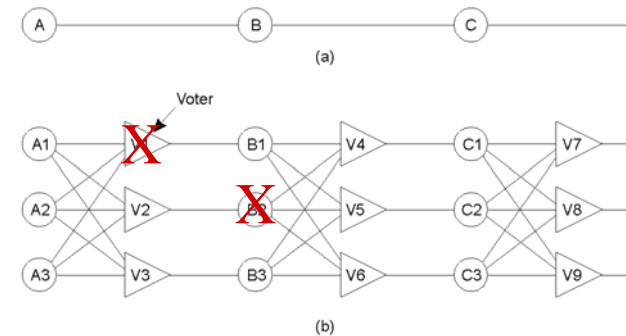 A B C
(a)
Voter
A1 B1 V4 C1 V7
A2 V2 V5 C2 V8
A3 V3 B3 V6 C3 V9
(b)